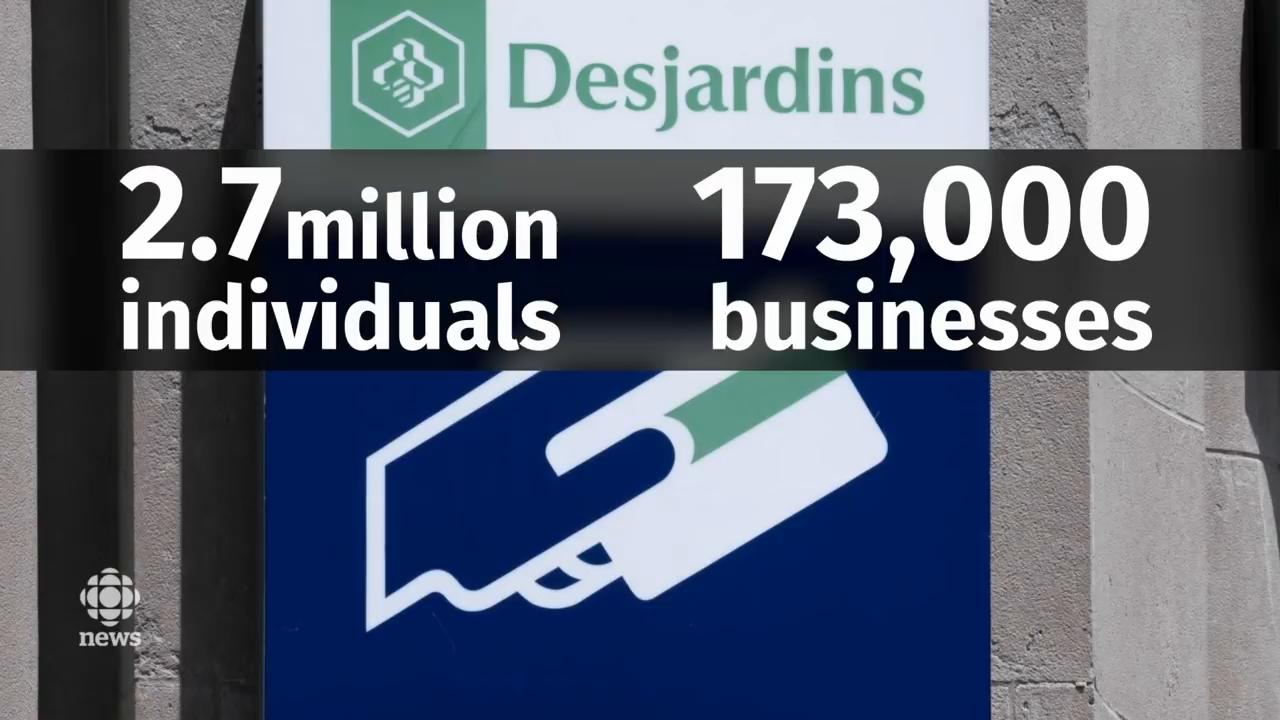 Desjardins
2.7 million
individuals
173,000
businesses
news